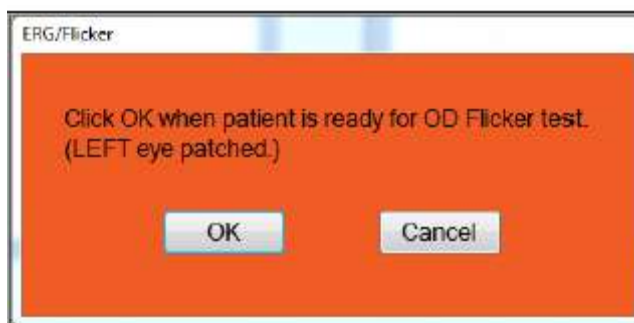 ERG/Flicker
Click OK when patient is ready for OD Flicker test.
(LEFT eye patched.)
OK
Cancel